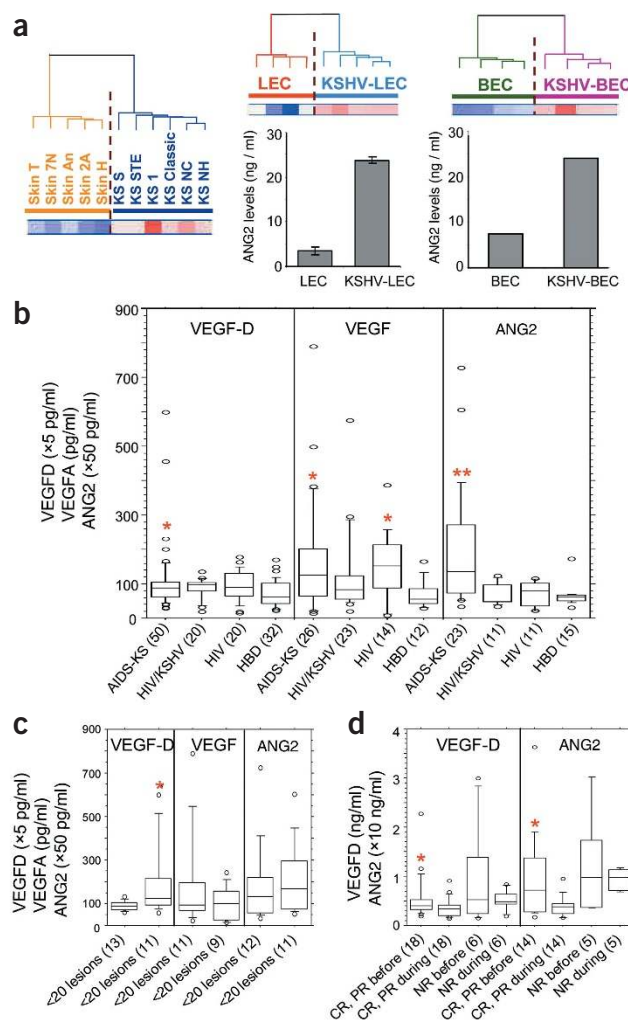 a
LEC
KSHV-LEC
BEC
KSHV-BEC
Skin T
Skin 7N
Skin An
Skin 2A
Skin H
KS S
KS STE
KS 1
KS Classic
KS NC
KS NH
ANG2 levels (ng / ml)
30
20
10
0
LEC
KSHV-LEC
ANG2 levels (ng / ml)
30
20
10
0
BEC
KSHV-BEC
b
VEGFD (×5 pg/ml)
VEGFA (pg/ml)
ANG2 (×50 pg/ml)
900
700
500
300
100
0
VEGF-D
VEGF
ANG2
*
*
*
**
AIDS-KS (50)
HIV/KSHV (20)
HIV (20)
HBD (32)
AIDS-KS (26)
HIV/KSHV (23)
HIV (14)
HBD (12)
AIDS-KS (23)
HIV/KSHV (11)
HIV (11)
HBD (15)
c
VEGFD (×5 pg/ml)
VEGFA (pg/ml)
ANG2 (×50 pg/ml)
900
700
500
300
100
0
VEGF-D
VEGF
ANG2
*
<20 lesions (13)
<20 lesions (11)
<20 lesions (11)
<20 lesions (9)
<20 lesions (12)
<20 lesions (11)
d
VEGFD (ng/ml)
ANG2 (×10 ng/ml)
4
3
2
1
0
VEGF-D
ANG2
*
*
CR, PR before (18)
CR, PR during (18)
NR before (6)
NR during (6)
CR, PR before (14)
CR, PR during (14)
NR before (5)
NR during (5)